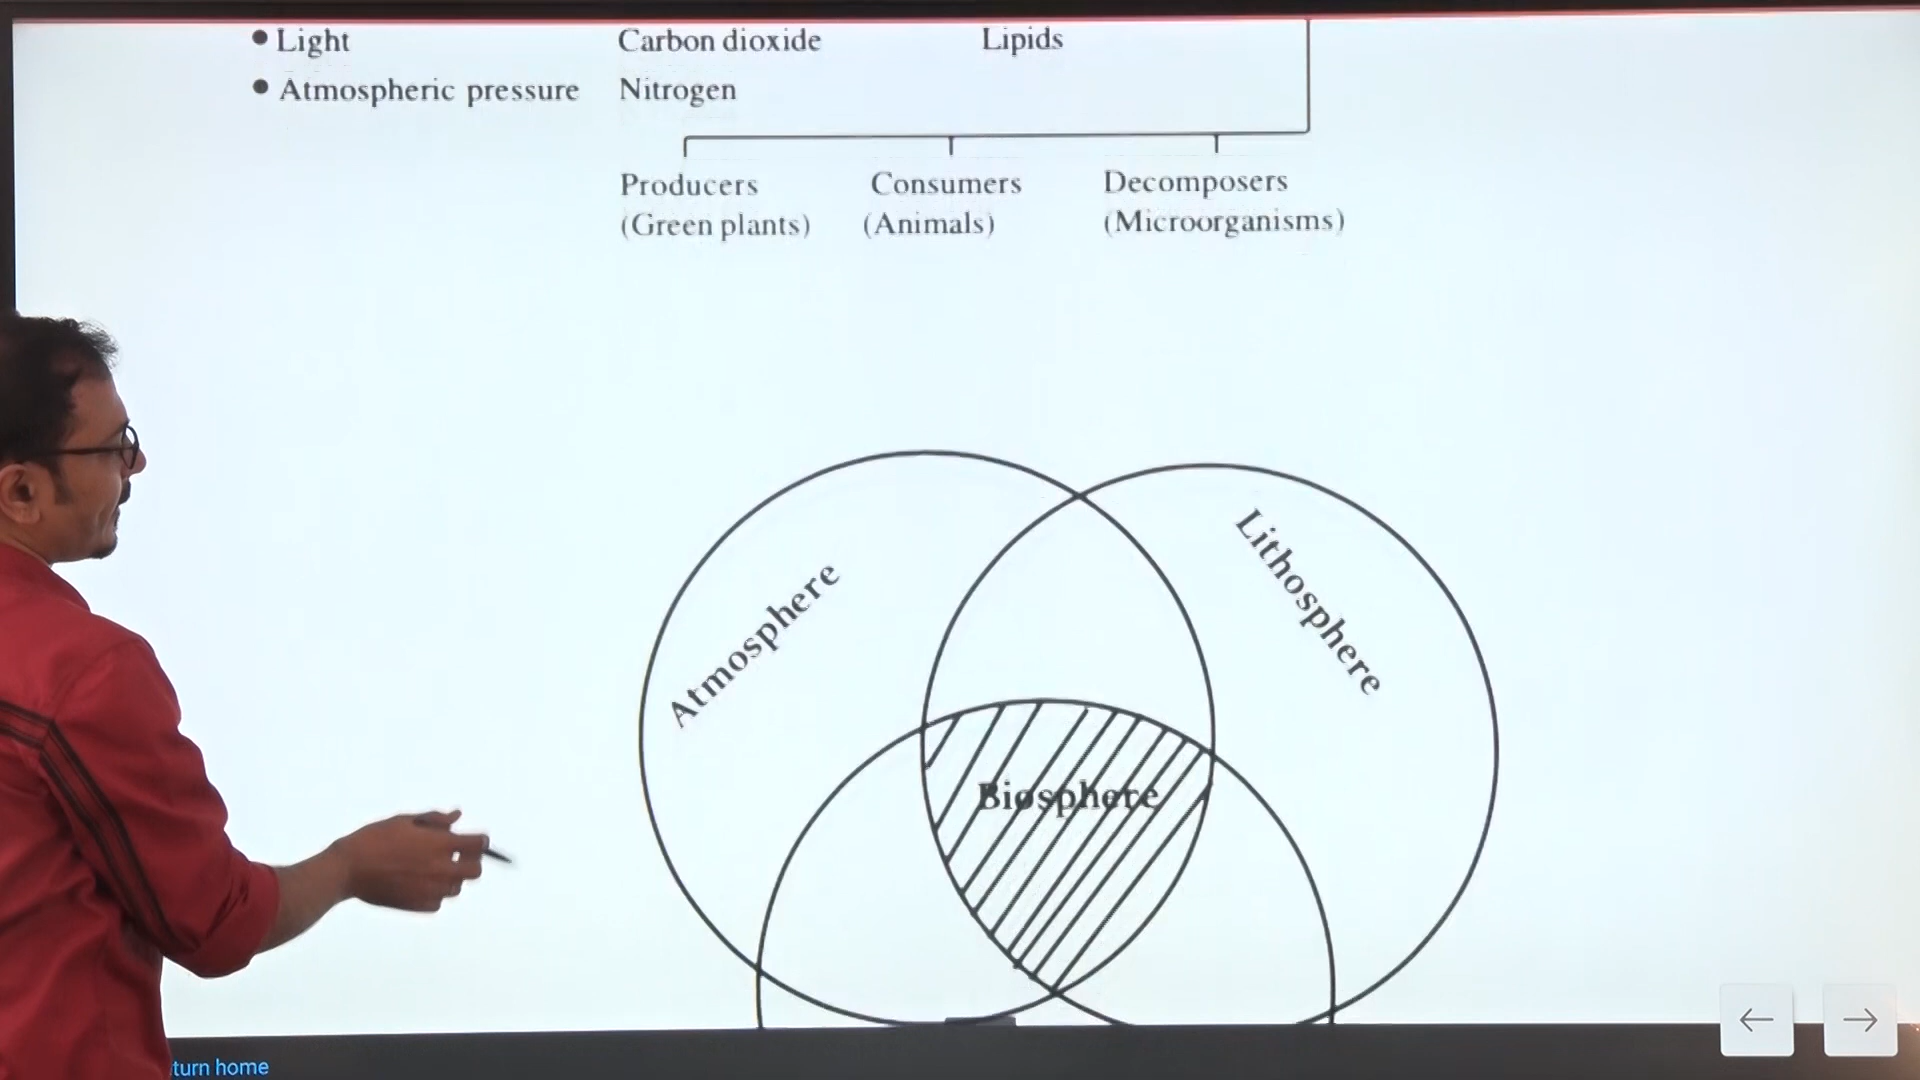 ● Light Carbon dioxide Lipids
● Atmospheric pressure Nitrogen
Producers Consumers Decomposers
(Green plants) (Animals) (Microorganisms)
Atmosphere
Lithosphere
Biosphere
turn home